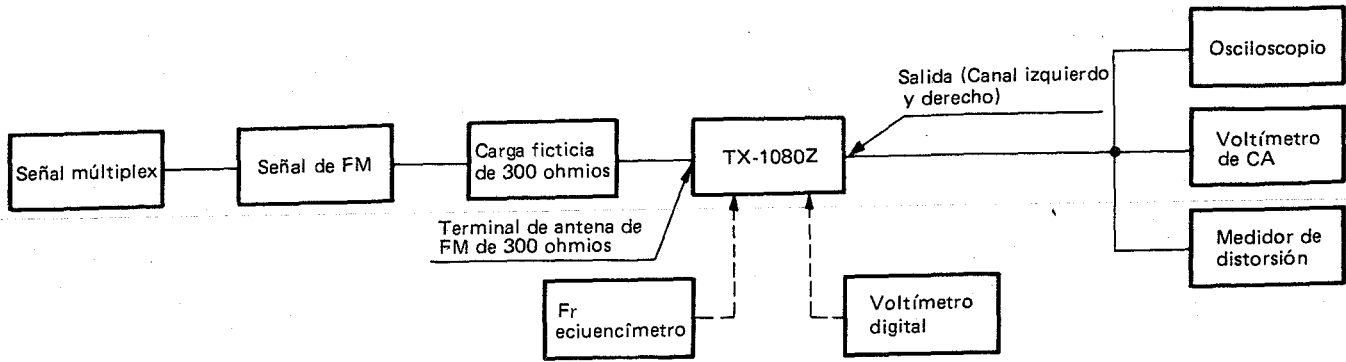 Señal múltiplex
Señal de FM
Carga ficticia
de 300 ohmios
Terminal de antena de
FM de 300 ohmios
TX-1080Z
Salida (Canal izquierdo
y derecho)
Osciloscopio
Voltímetro
de CA
Medidor de
distorsión
Fr
eciuencímetro
Voltímetro
digital